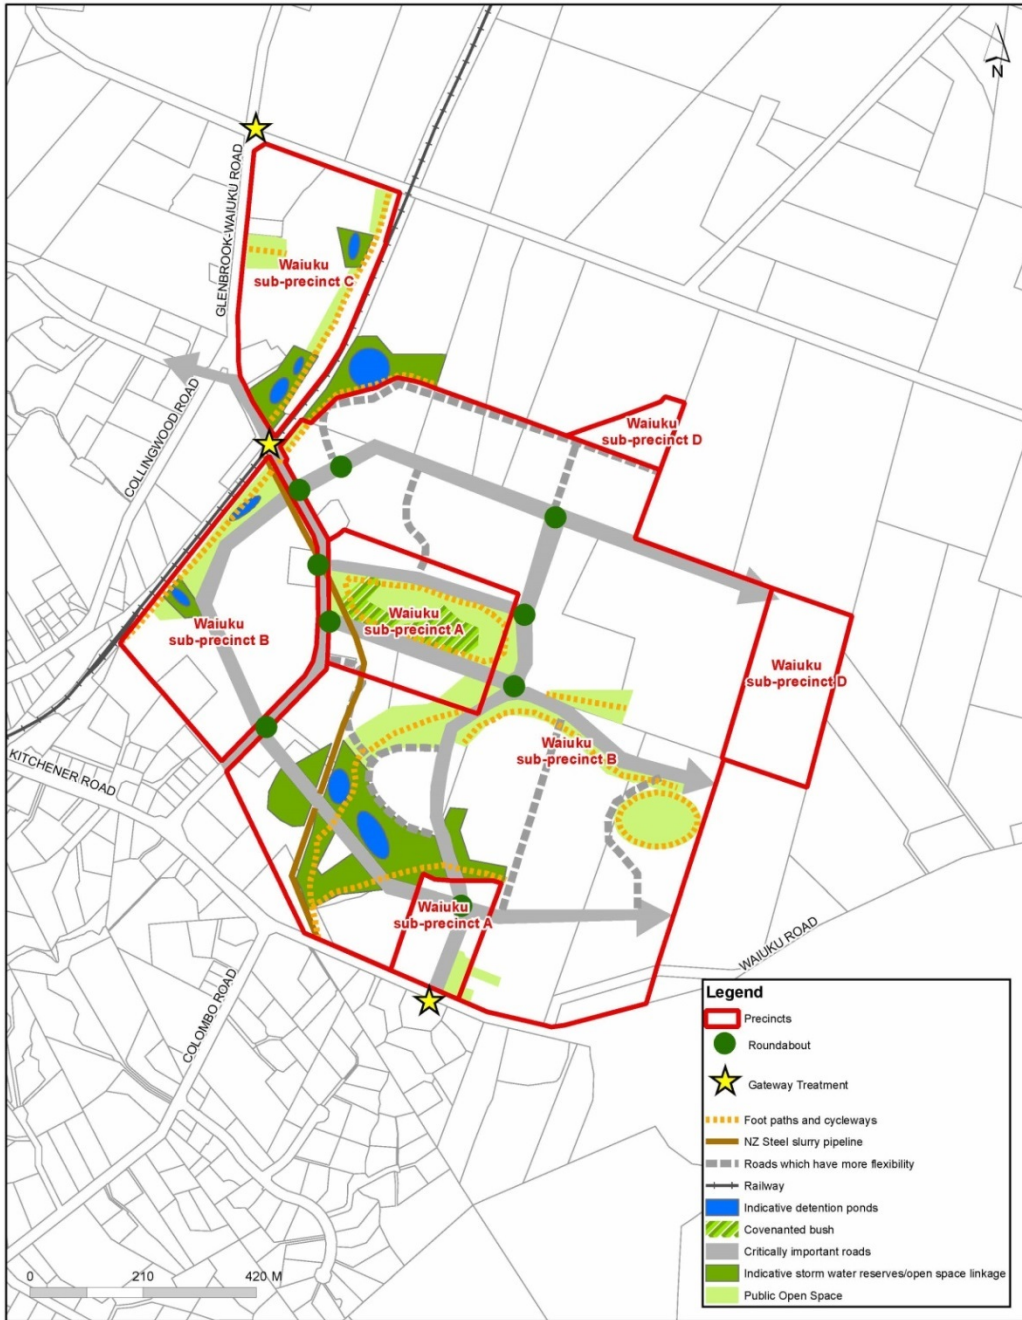 N
GLENBROOK-WAIUKU ROAD
Waiuku
sub-precinct C
COLLINGWOOD ROAD
Waiuku
sub-precinct D
Waiuku
sub-precinct A
Waiuku
sub-precinct B
Waiuku
sub-precinct D
Waiuku
sub-precinct B
KITCHENER ROAD
Waiuku
sub-precinct A
WAIUKU ROAD
COLOMBO ROAD
Legend
Precincts
Roundabout
Gateway Treatment
Foot paths and cycleways
NZ Steel slurry pipeline
Roads which have more flexibility
Railway
Indicative detention ponds
Covenanted bush
Critically important roads
Indicative storm water reserves/open space linkage
Public Open Space
0 210 420 M